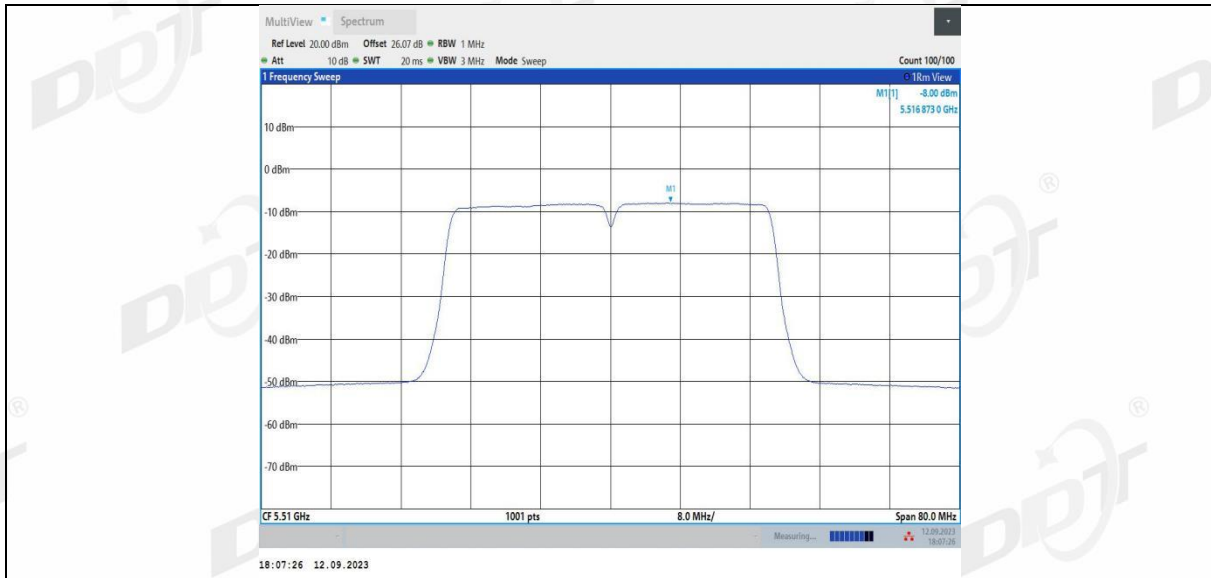 MultiView Spectrum
Ref Level 20.00 dBm Offset 26.07 dB RBW 1 MHz
Att 10 dB SWT 20 ms VBW 3 MHz Mode Sweep Count 100/100
1 Frequency Sweep 1Rm View
M1[1] -8.00 dBm
5.516 873 0 GHz
10 dBm
0 dBm
M1
-10 dBm
-20 dBm
-30 dBm
-40 dBm
-50 dBm
-60 dBm
-70 dBm
CF 5.51 GHz 1001 pts 8.0 MHz/ Span 80.0 MHz
Measuring... 12.09.2023
18:07:26
18:07:26 12.09.2023
DDT
®